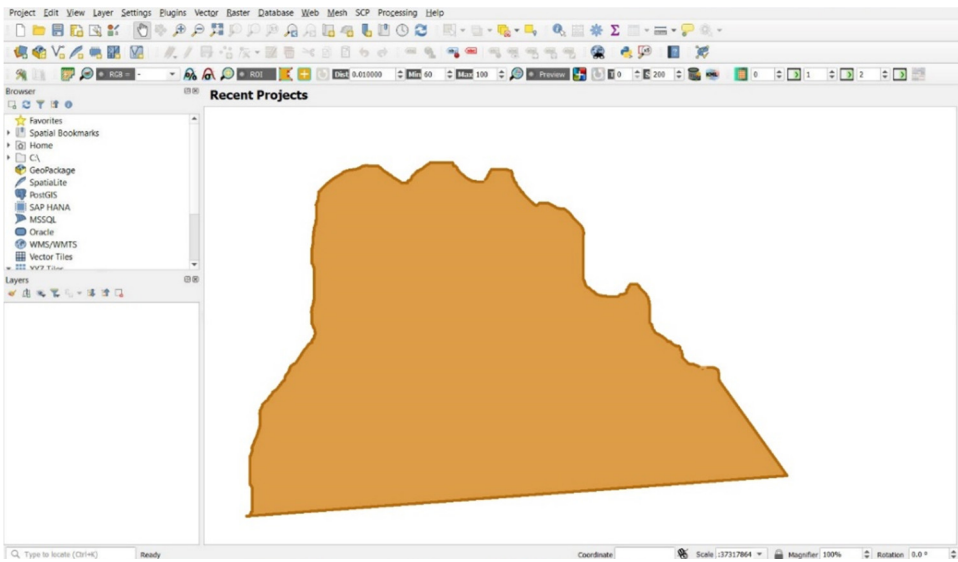 Project Edit View Layer Settings Plugins Vector Raster Database Web Mesh SCP Processing Help
RGB = - ROI Dist 0.010000 Min 60 Max 100 Preview T 0 S 200 0 1 2
Browser
Recent Projects
Favorites
Spatial Bookmarks
Home
C:\
GeoPackage
SpatiaLite
PostGIS
SAP HANA
MSSQL
Oracle
WMS/WMTS
Vector Tiles
XYZ Tiles
Layers
Type to locate (Ctrl+K) Ready Coordinate Scale :37317864 Magnifier 100% Rotation 0.0 °